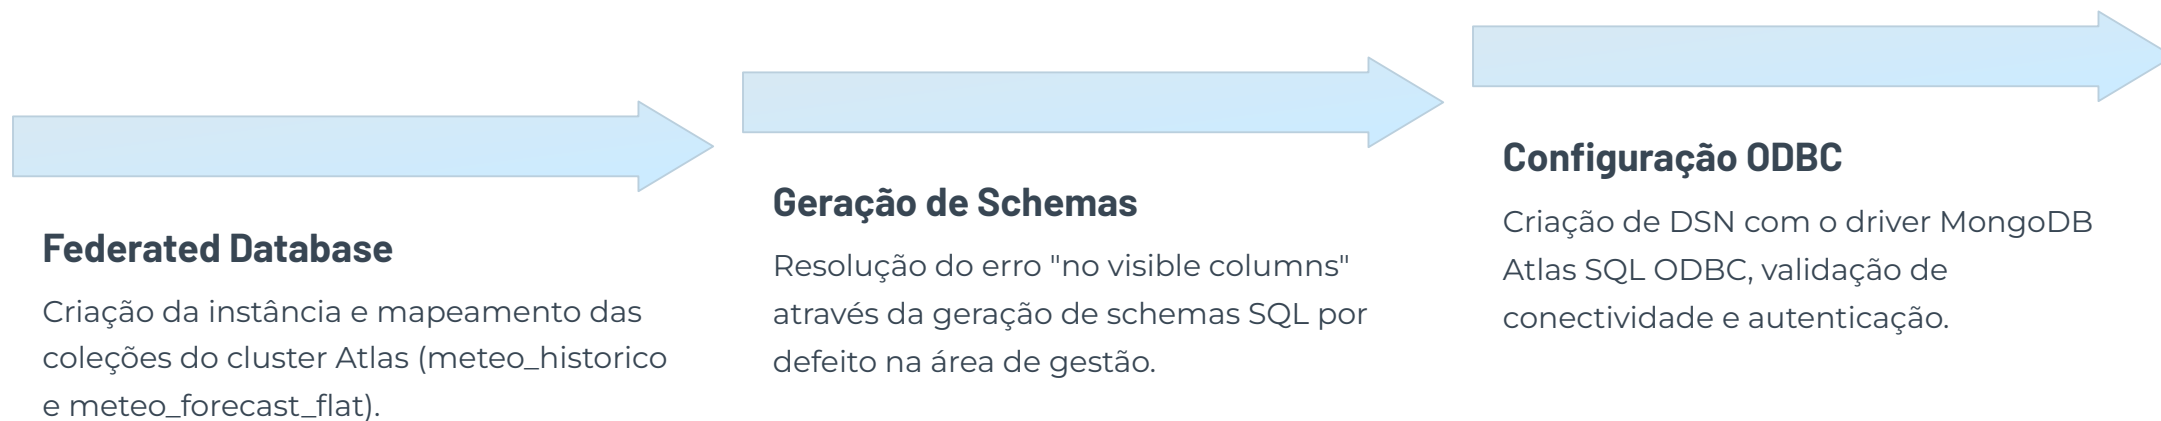 Federated Database
Criação da instância e mapeamento das
coleções do cluster Atlas (meteo_historico
e meteo_forecast_flat).
Geração de Schemas
Resolução do erro "no visible columns"
através da geração de schemas SQL por
defeito na área de gestão.
Configuração ODBC
Criação de DSN com o driver MongoDB
Atlas SQL ODBC, validação de
conectividade e autenticação.